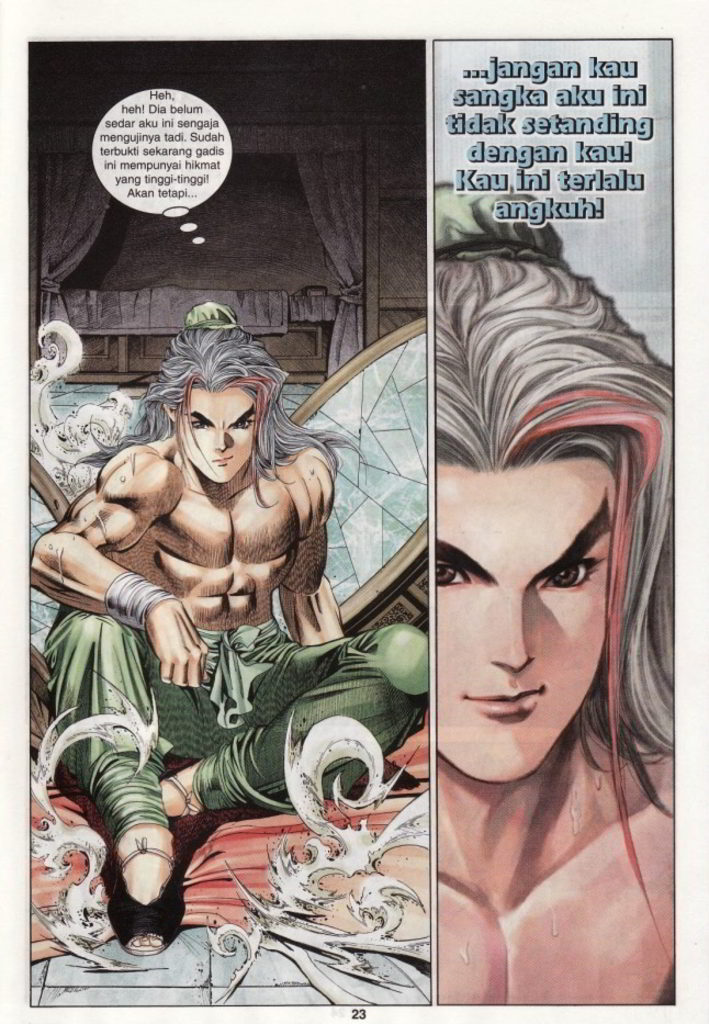 Heh,
heh! Dia belum
sedar aku ini sengaja
mengujinya tadi. Sudah
terbukti sekarang gadis
ini mempunyai hikmat
yang tinggi-tinggi!
Akan tetapi...
...jangan kau
sangka aku ini
tidak setanding
dengan kau!
Kau ini terlalu
angkuh!
23